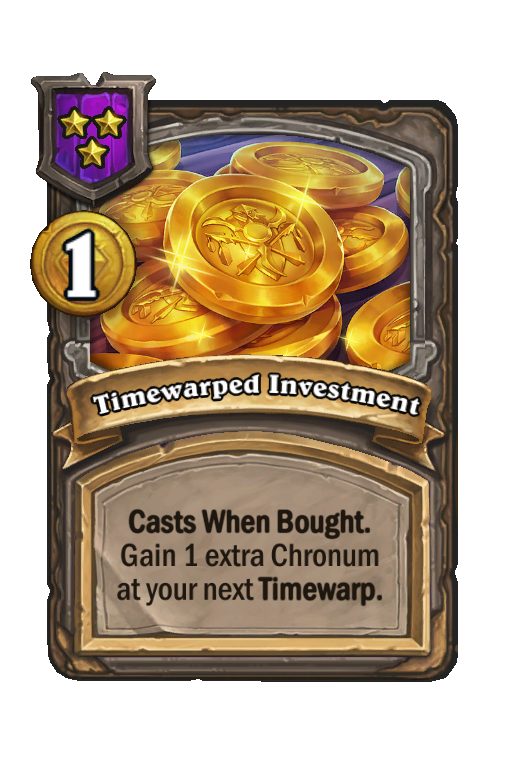 1
Timewarped Investment
Casts When Bought.
Gain 1 extra Chronum
at your next Timewarp.